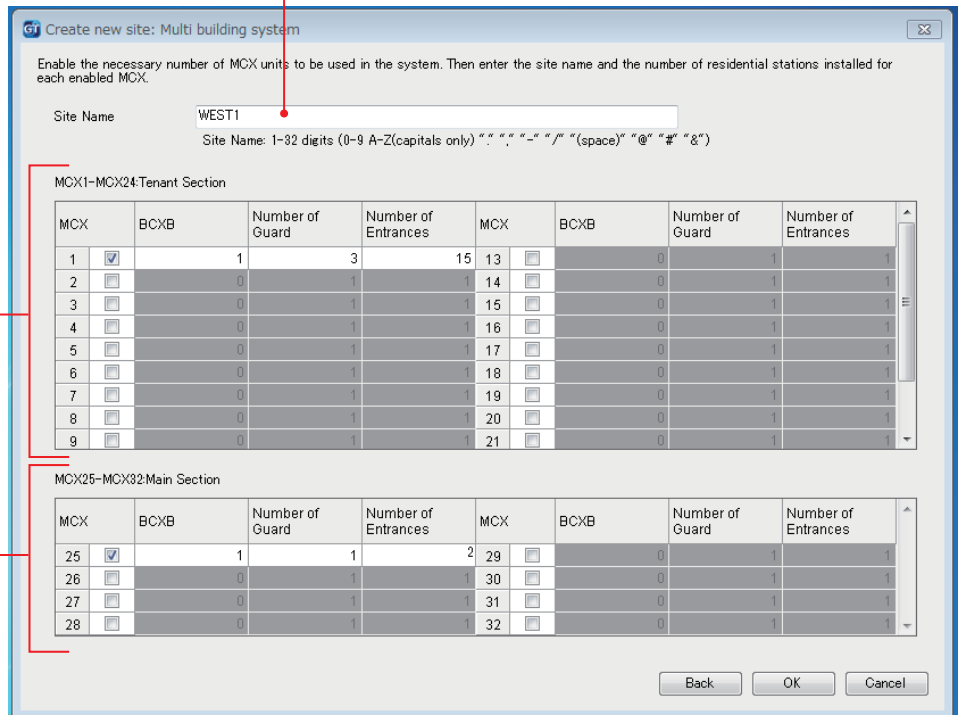 GT Create new site: Multi building system
Enable the necessary number of MCX units to be used in the system. Then enter the site name and the number of residential stations installed for
each enabled MCX.
Site Name WEST1
Site Name: 1-32 digits (0-9 A-Z(capitals only) "." "," "-" "/" "(space)" "@" "#" "&")
MCX1-MCX24:Tenant Section
MCX BCXB Number of Guard Number of Entrances MCX BCXB Number of Guard Number of Entrances
1 1 3 15 13 0 1 1
2 0 1 1 14 0 1 1
3 0 1 1 15 0 1 1
4 0 1 1 16 0 1 1
5 0 1 1 17 0 1 1
6 0 1 1 18 0 1 1
7 0 1 1 19 0 1 1
8 0 1 1 20 0 1 1
9 0 1 1 21 0 1 1
MCX25-MCX32:Main Section
MCX BCXB Number of Guard Number of Entrances MCX BCXB Number of Guard Number of Entrances
25 1 1 2 29 0 1 1
26 0 1 1 30 0 1 1
27 0 1 1 31 0 1 1
28 0 1 1 32 0 1 1
Back OK Cancel